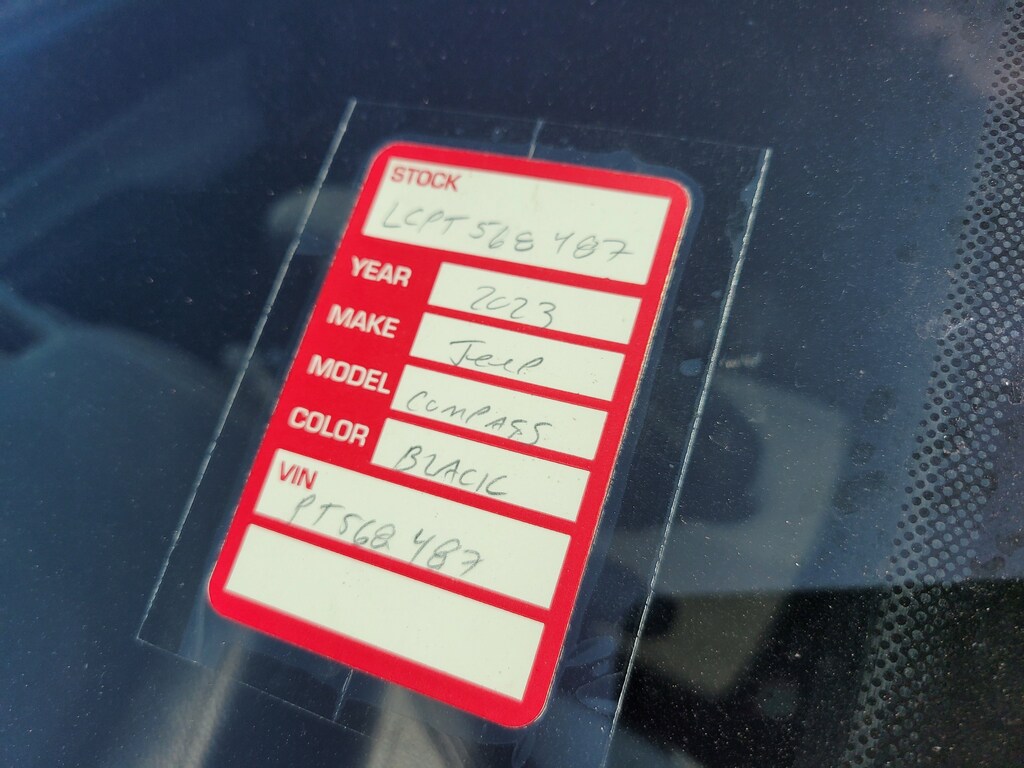 STOCK
LCPT568487
YEAR 2023
MAKE Jeep
MODEL COMPASS
COLOR BLACK
VIN
PT568487